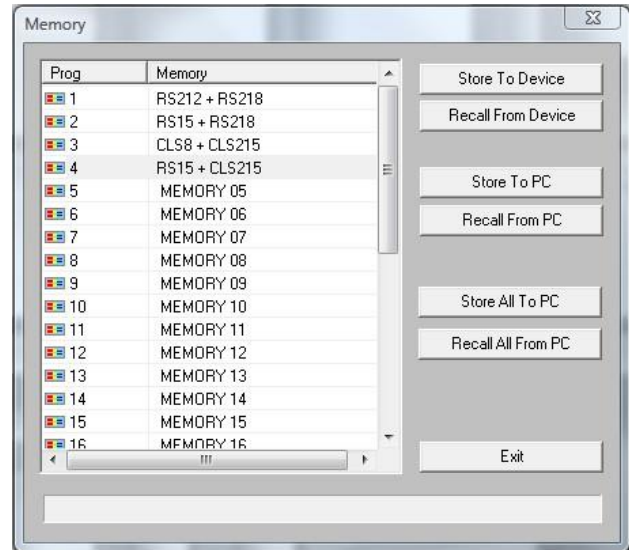 Memory
Prog Memory
1 RS212 + RS218
2 RS15 + RS218
3 CLS8 + CLS215
4 RS15 + CLS215
5 MEMORY 05
6 MEMORY 06
7 MEMORY 07
8 MEMORY 08
9 MEMORY 09
10 MEMORY 10
11 MEMORY 11
12 MEMORY 12
13 MEMORY 13
14 MEMORY 14
15 MEMORY 15
16 MEMORY 16
Store To Device
Recall From Device
Store To PC
Recall From PC
Store All To PC
Recall All From PC
Exit